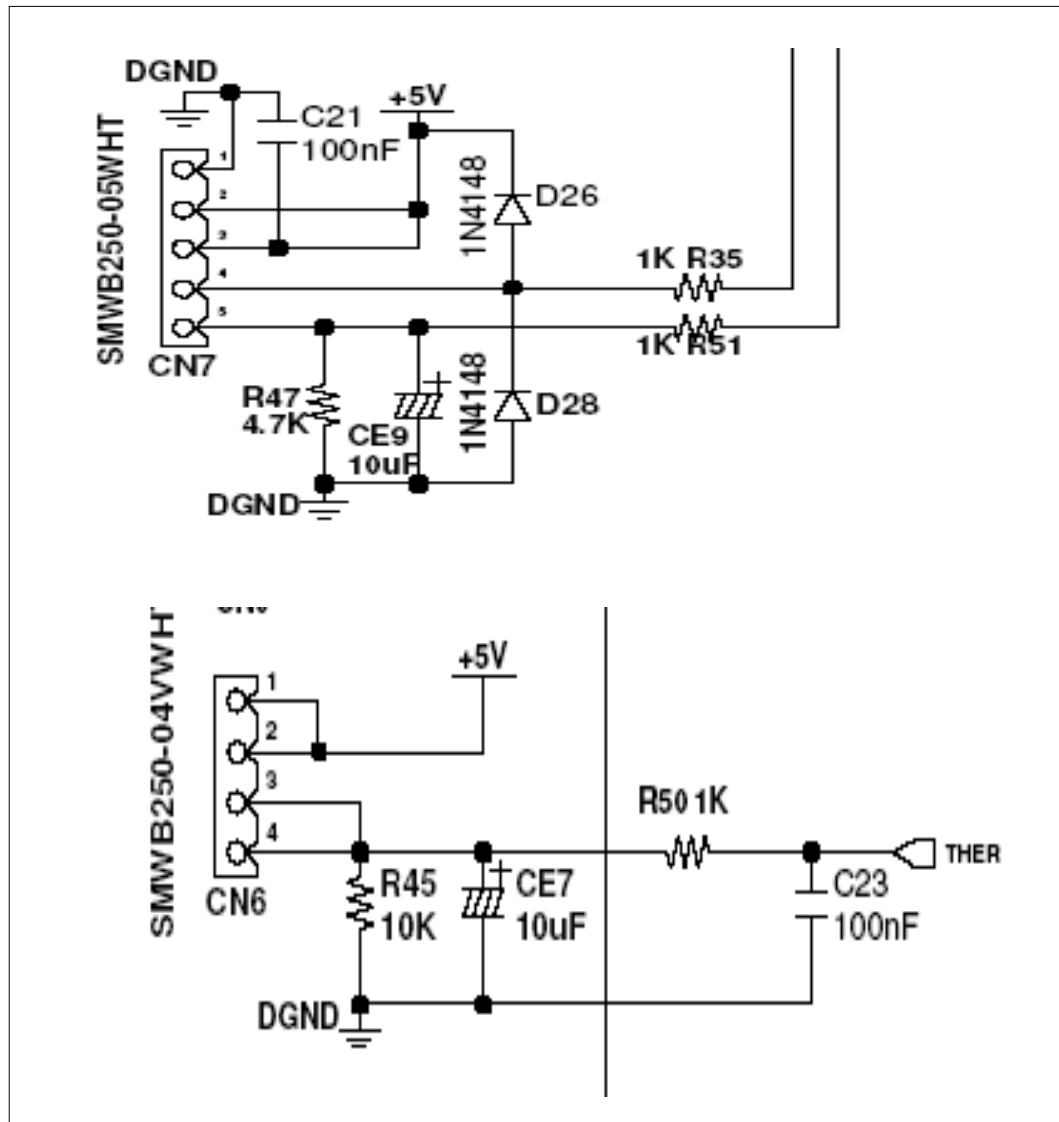 DGND
+5V
C21
100nF
SMWB250-05WHT
1
2
3
4
5
CN7
1N4148
D26
1K R35
1K R51
R47
4.7K
CE9
10uF
+
1N4148
D28
DGND
SMWB250-04VWHT
1
2
3
4
CN6
+5V
R50 1K
THER
R45
10K
+
CE7
10uF
C23
100nF
DGND